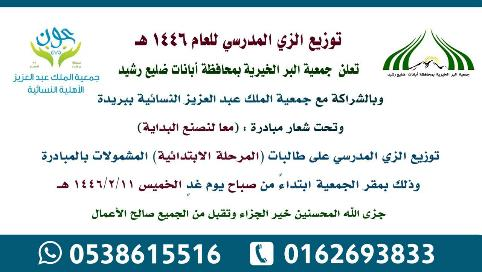 توزيع الزي المدرسي للعام ١٤٤٦ هـ
عون
جمعية الملك عبد العزيز
الأهلية النسائية
جمعية البر الخيرية بمحافظة أبانات ضليع رشيد
تعلن جمعية البر الخيرية بمحافظة أبانات ضليع رشيد
وبالشراكة مع جمعية الملك عبد العزيز النسائية ببريدة
وتحت شعار مبادرة : (معا لنصنع البداية)
توزيع الزي المدرسي على طالبات (المرحلة الابتدائية) المشمولات بالمبادرة
وذلك بمقر الجمعية ابتداءً من صباح يوم غدٍ الخميس ١٤٤٦/٢/١١ هـ
جزى الله المحسنين خير الجزاء وتقبل من الجميع صالح الأعمال
0538615516 0162693833